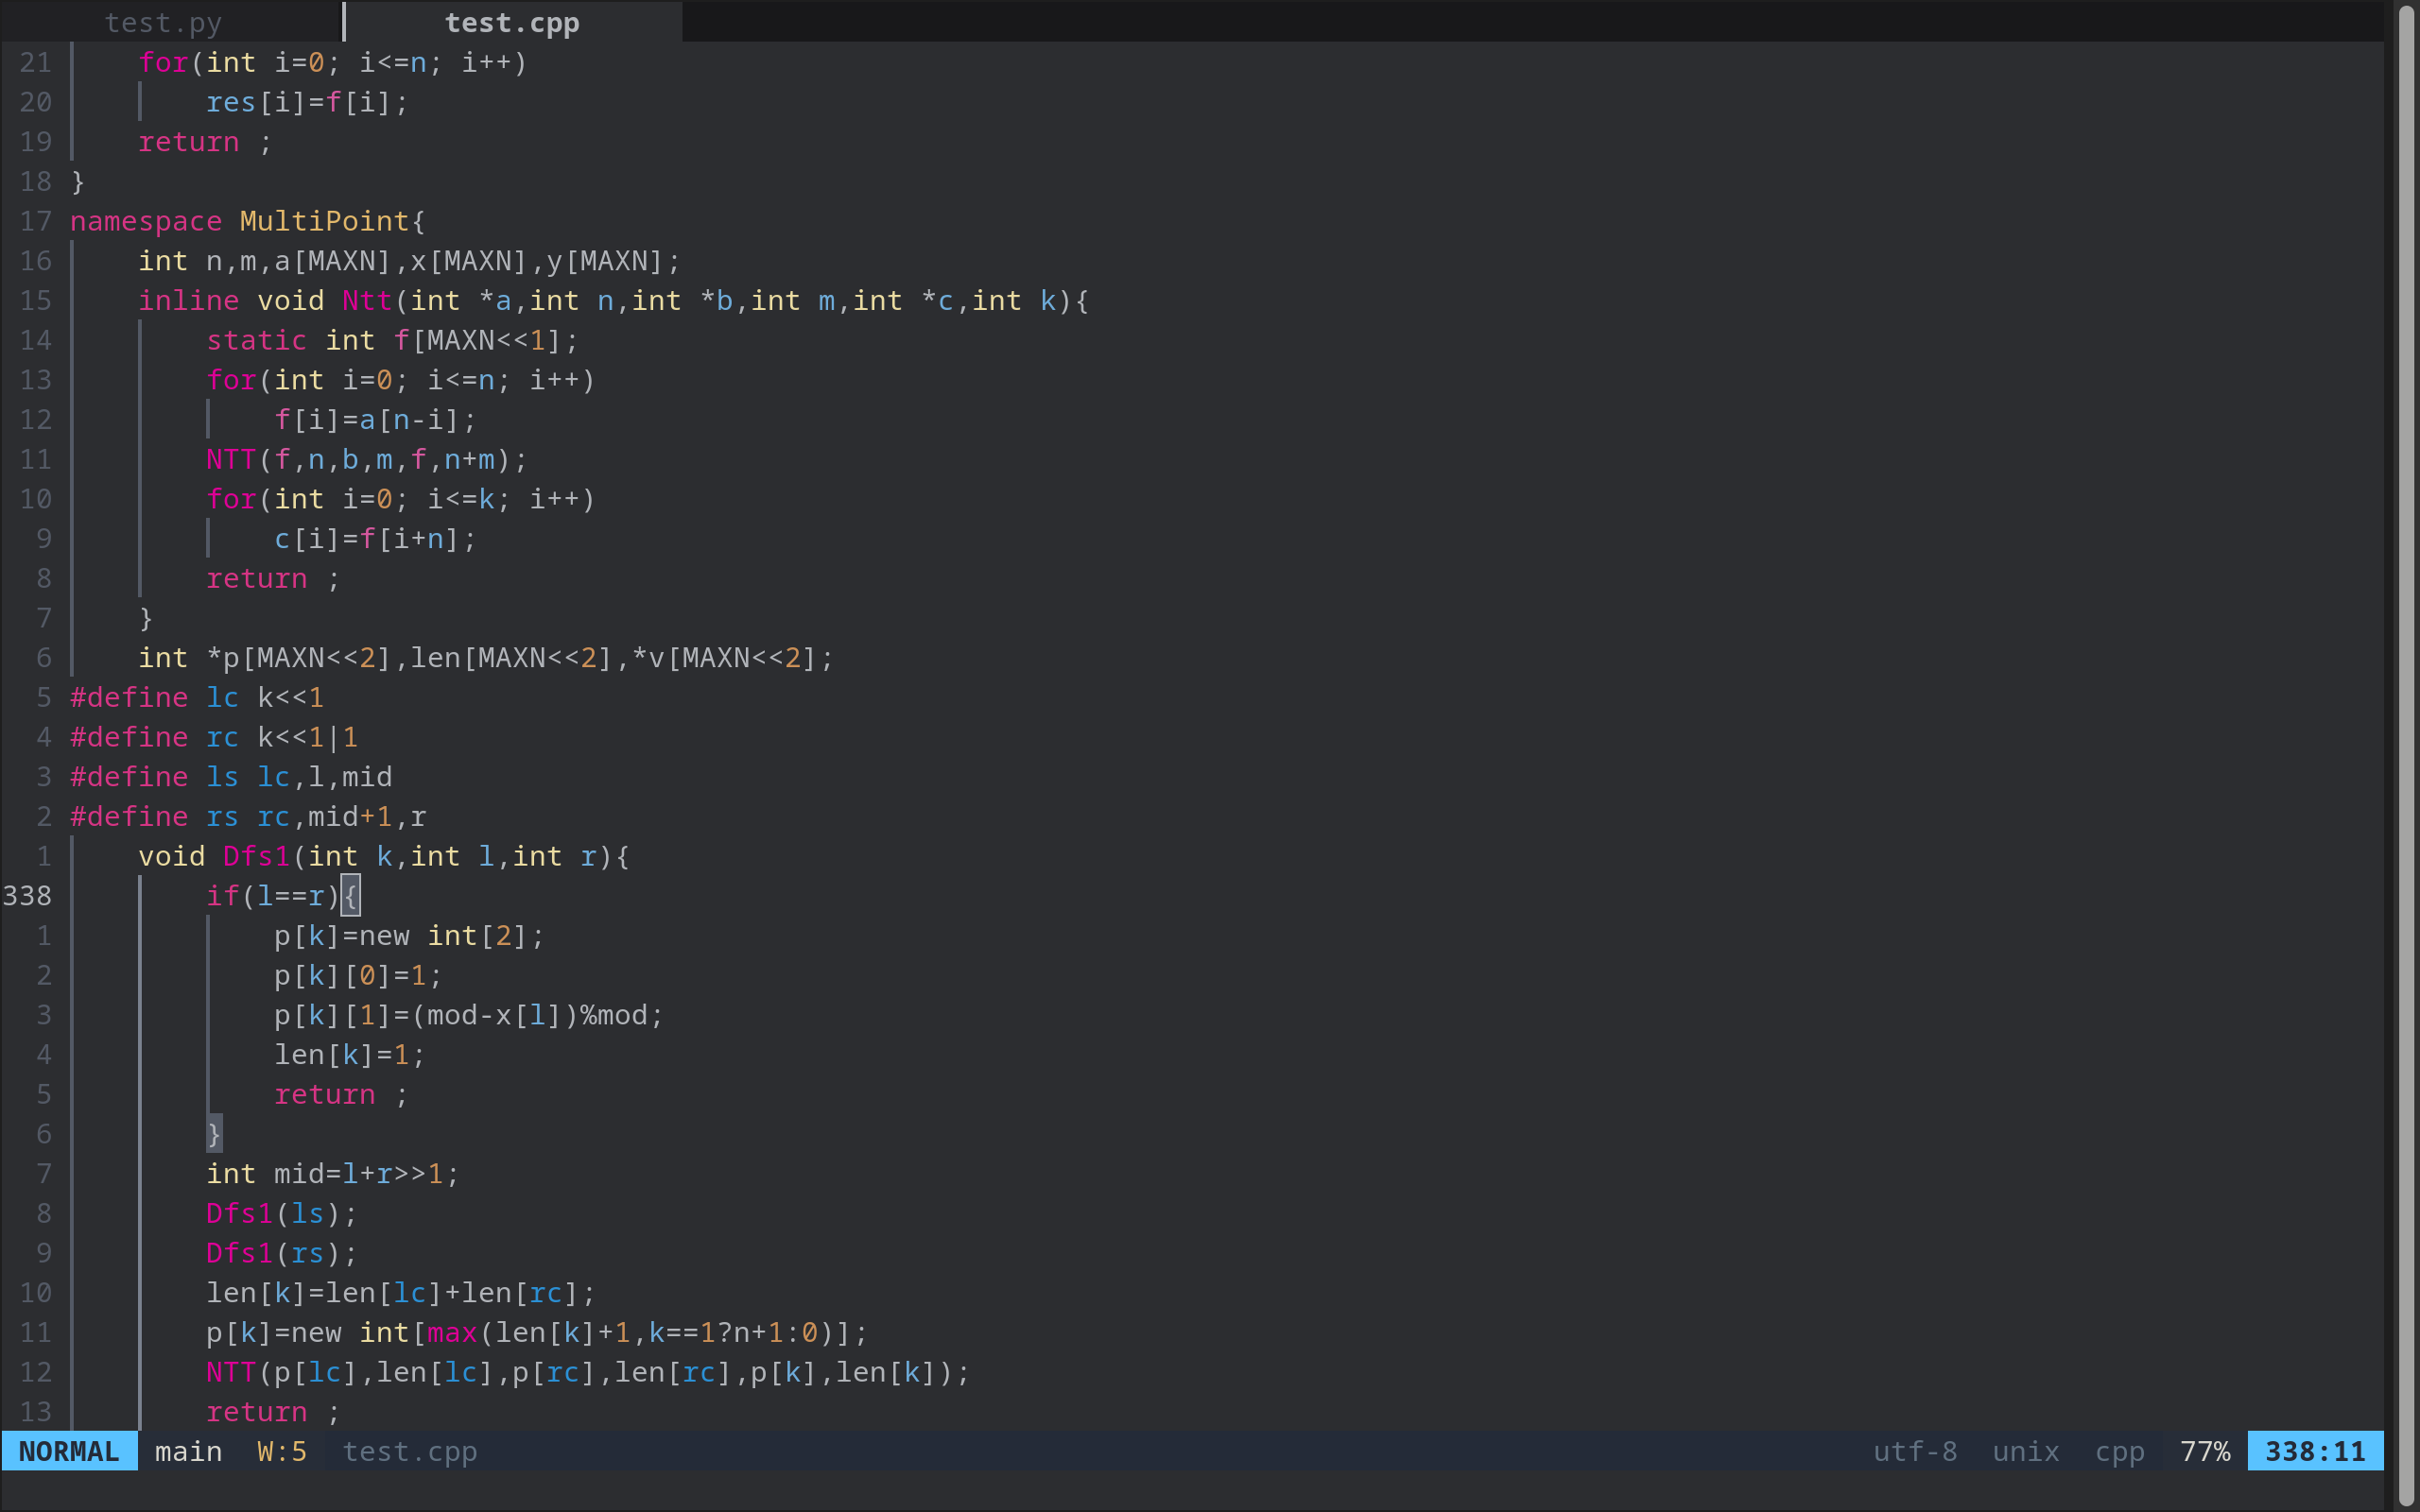 test.py test.cpp
21     for(int i=0; i<=n; i++)
20         res[i]=f[i];
19     return ;
18 }
17 namespace MultiPoint{
16     int n,m,a[MAXN],x[MAXN],y[MAXN];
15     inline void Ntt(int *a,int n,int *b,int m,int *c,int k){
14         static int f[MAXN<<1];
13         for(int i=0; i<=n; i++)
12             f[i]=a[n-i];
11         NTT(f,n,b,m,f,n+m);
10         for(int i=0; i<=k; i++)
9             c[i]=f[i+n];
8         return ;
7     }
6     int *p[MAXN<<2],len[MAXN<<2],*v[MAXN<<2];
5 #define lc k<<1
4 #define rc k<<1|1
3 #define ls lc,l,mid
2 #define rs rc,mid+1,r
1     void Dfs1(int k,int l,int r){
338         if(l==r){
1             p[k]=new int[2];
2             p[k][0]=1;
3             p[k][1]=(mod-x[l])%mod;
4             len[k]=1;
5             return ;
6         }
7         int mid=l+r>>1;
8         Dfs1(ls);
9         Dfs1(rs);
10         len[k]=len[lc]+len[rc];
11         p[k]=new int[max(len[k]+1,k==1?n+1:0)];
12         NTT(p[lc],len[lc],p[rc],len[rc],p[k],len[k]);
13         return ;
NORMAL main W:5 test.cpp utf-8 unix cpp 77% 338:11